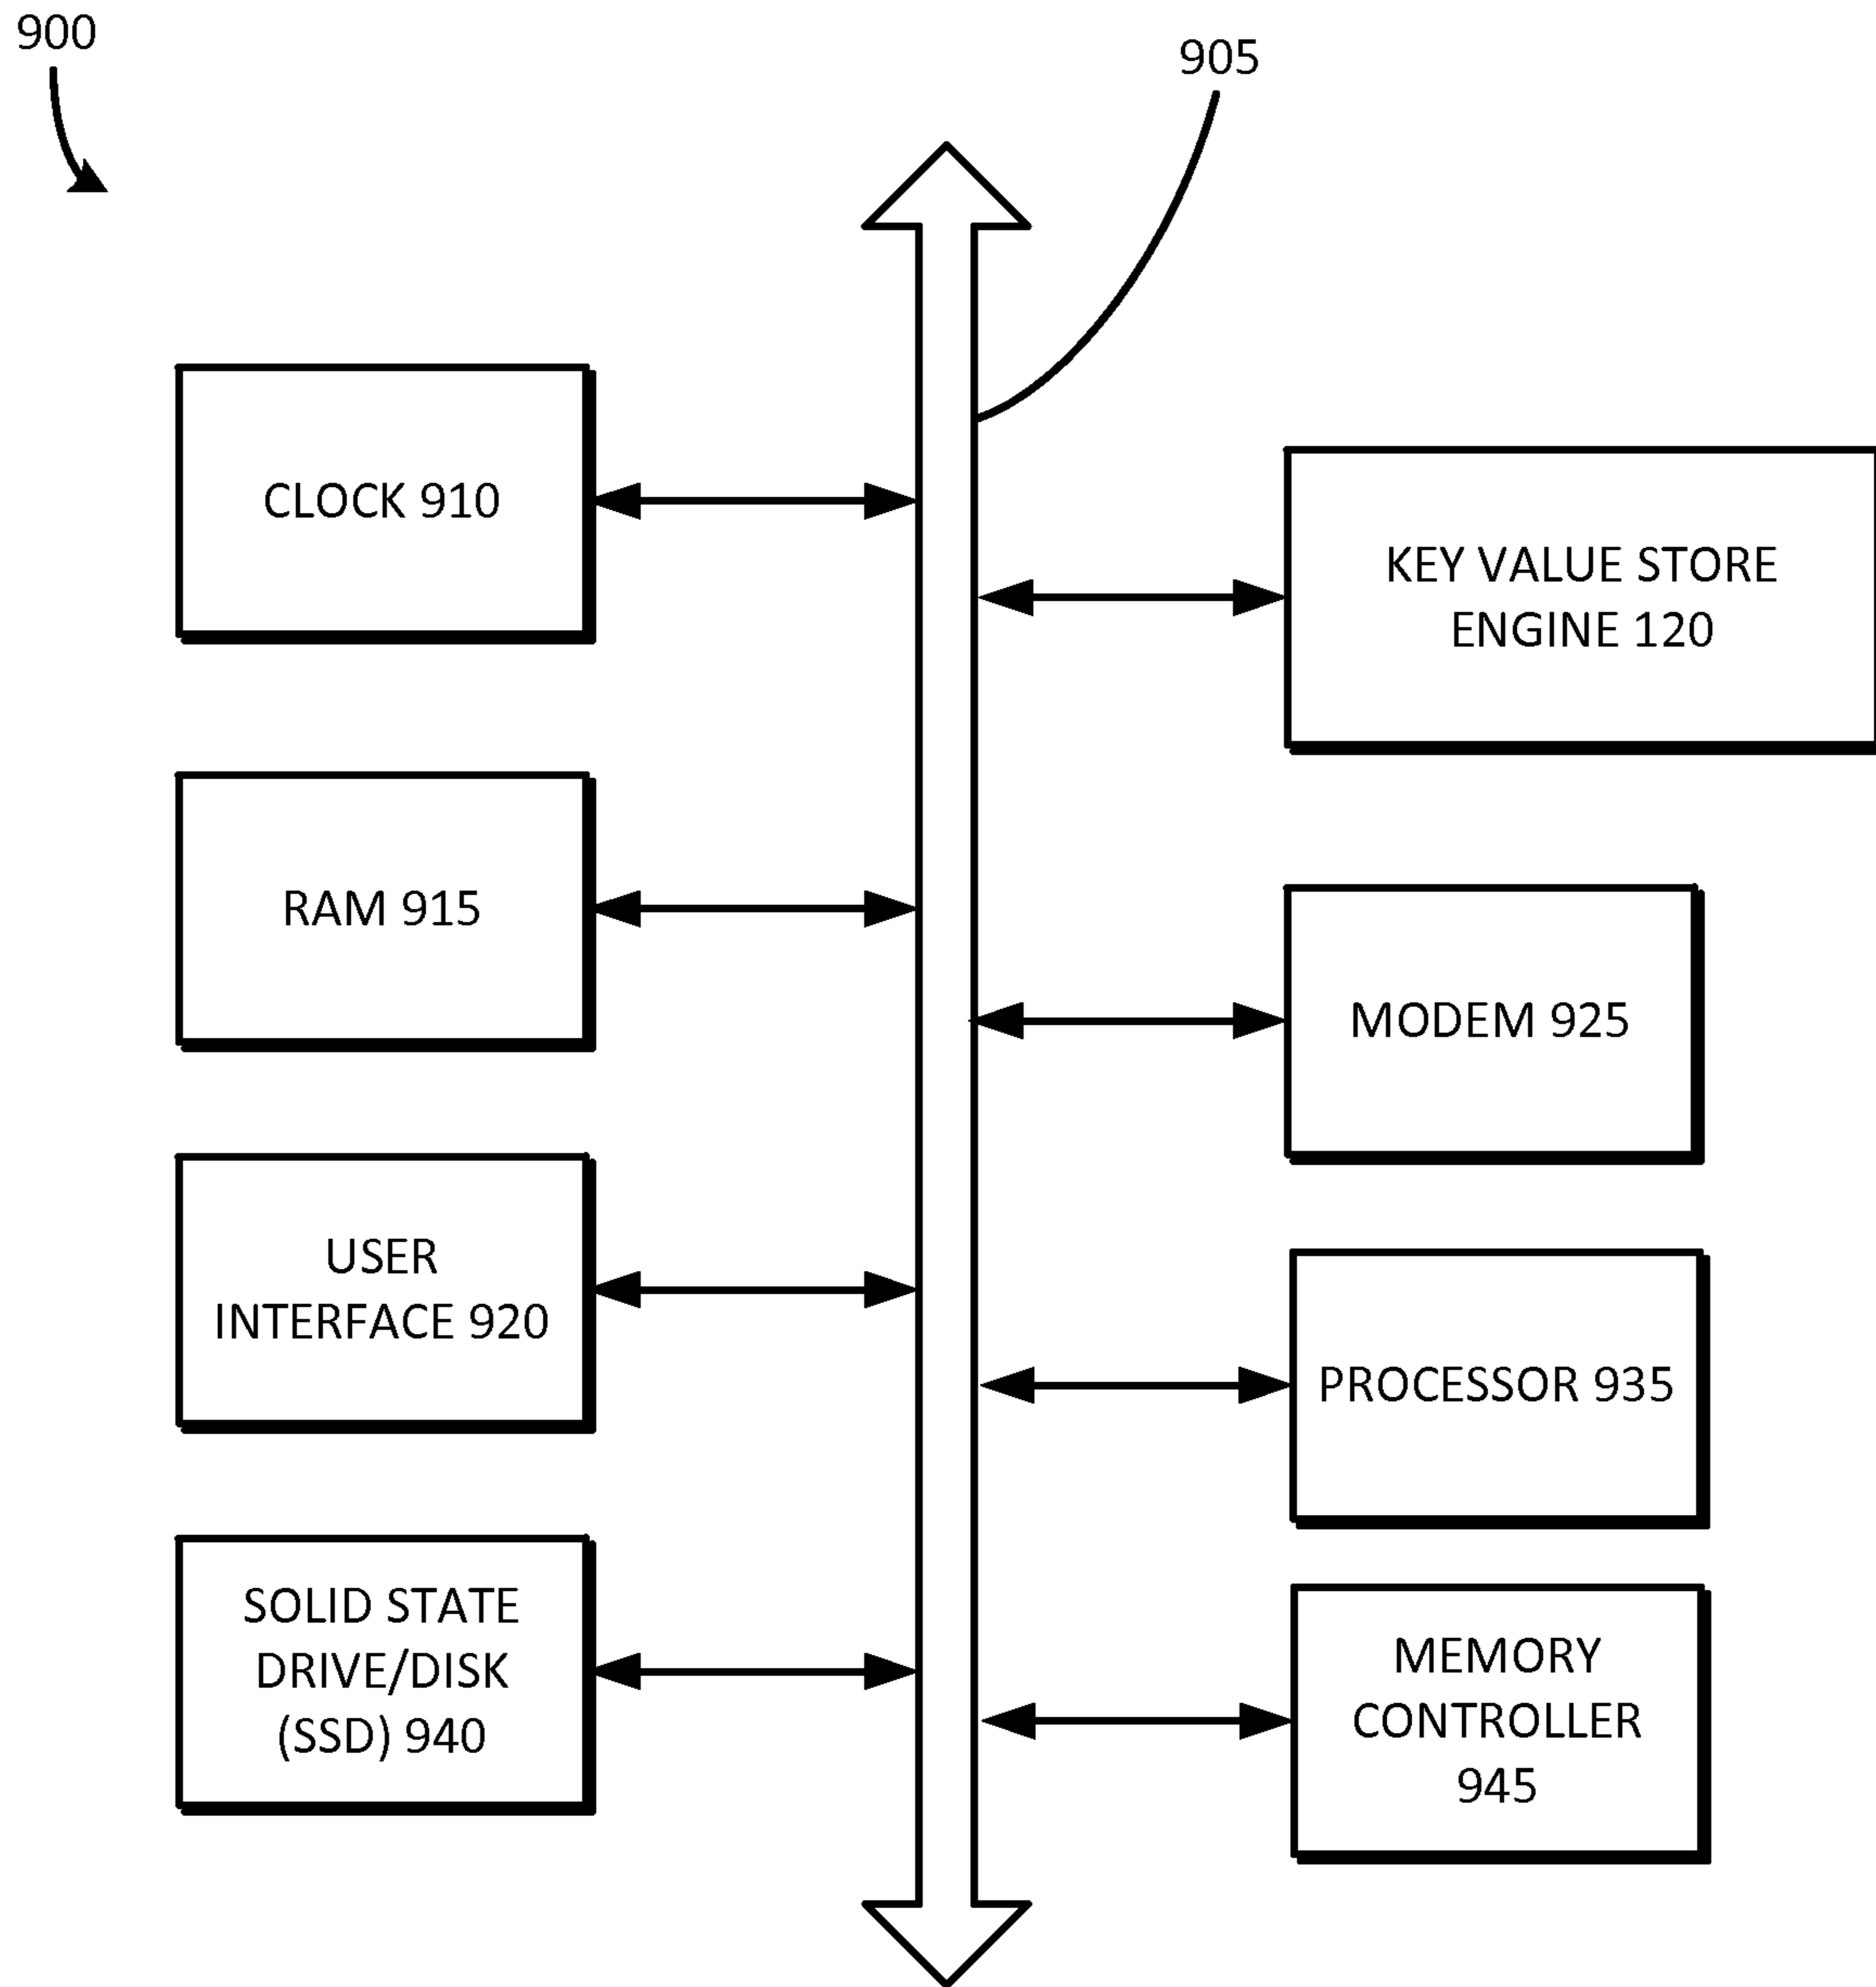 900
905
CLOCK 910
KEY VALUE STORE
ENGINE 120
RAM 915
MODEM 925
USER
INTERFACE 920
PROCESSOR 935
SOLID STATE
DRIVE/DISK
(SSD) 940
MEMORY
CONTROLLER
945